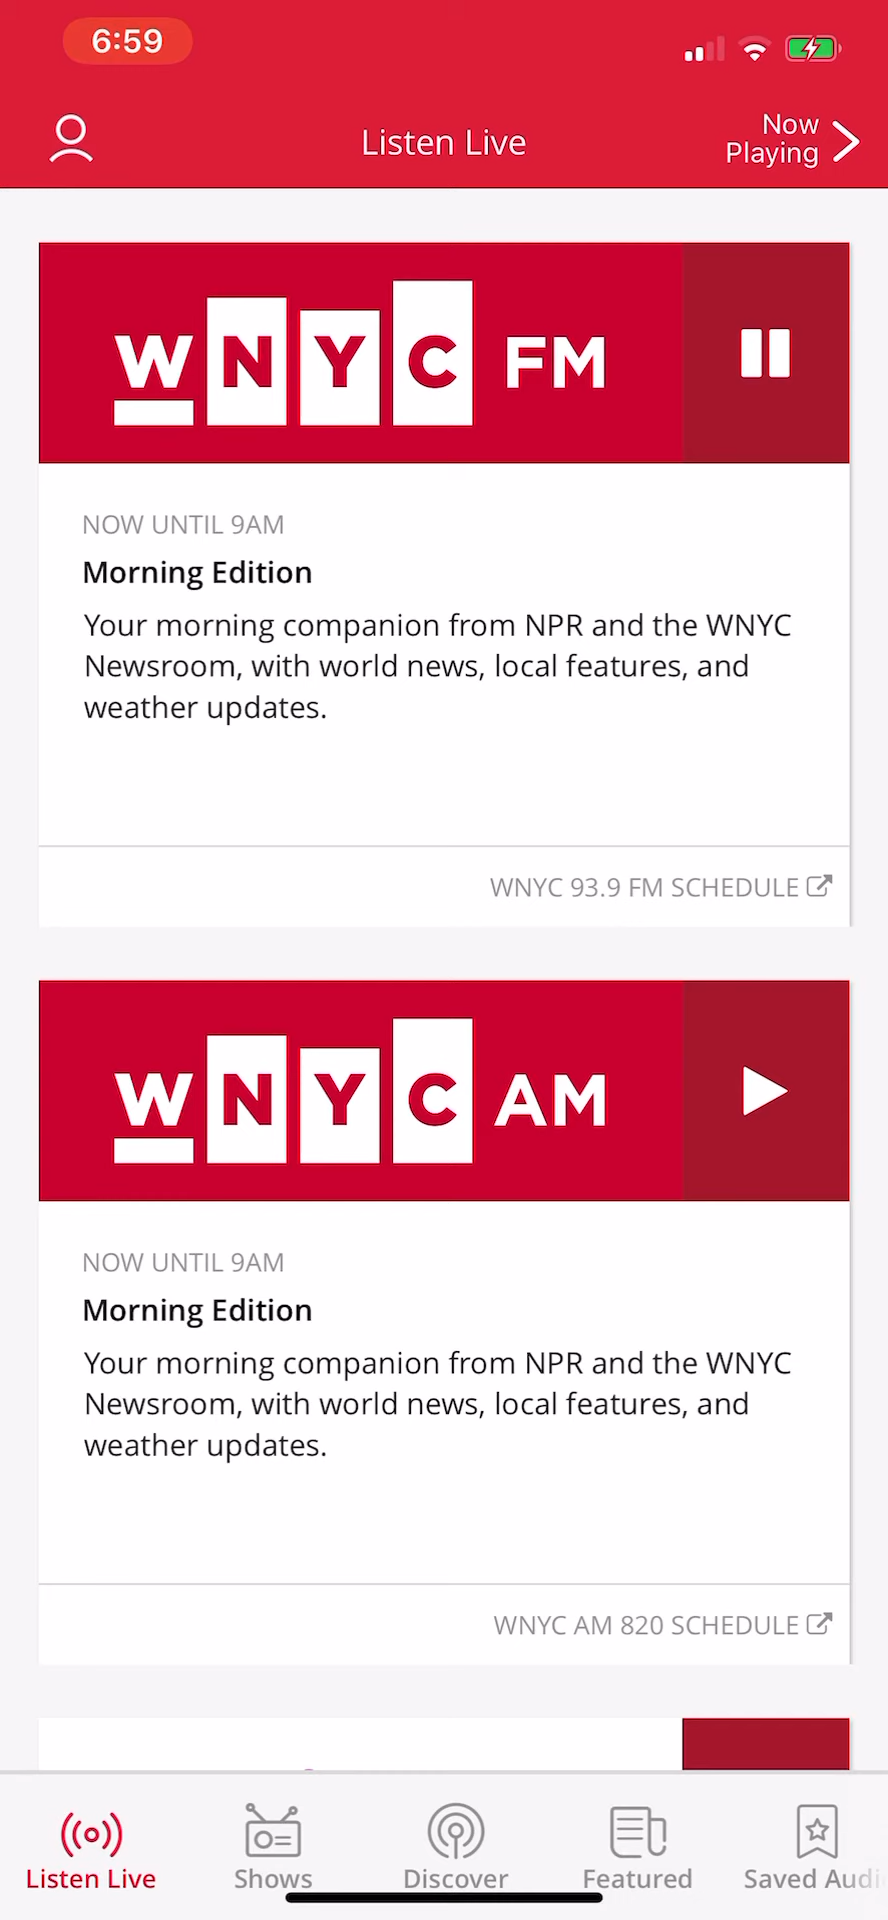 6:59
Listen Live
Now
Playing
WNYC FM
NOW UNTIL 9AM
Morning Edition
Your morning companion from NPR and the WNYC
Newsroom, with world news, local features, and
weather updates.
WNYC 93.9 FM SCHEDULE
WNYC AM
NOW UNTIL 9AM
Morning Edition
Your morning companion from NPR and the WNYC
Newsroom, with world news, local features, and
weather updates.
WNYC AM 820 SCHEDULE
Listen Live
Shows
Discover
Featured
Saved Audi